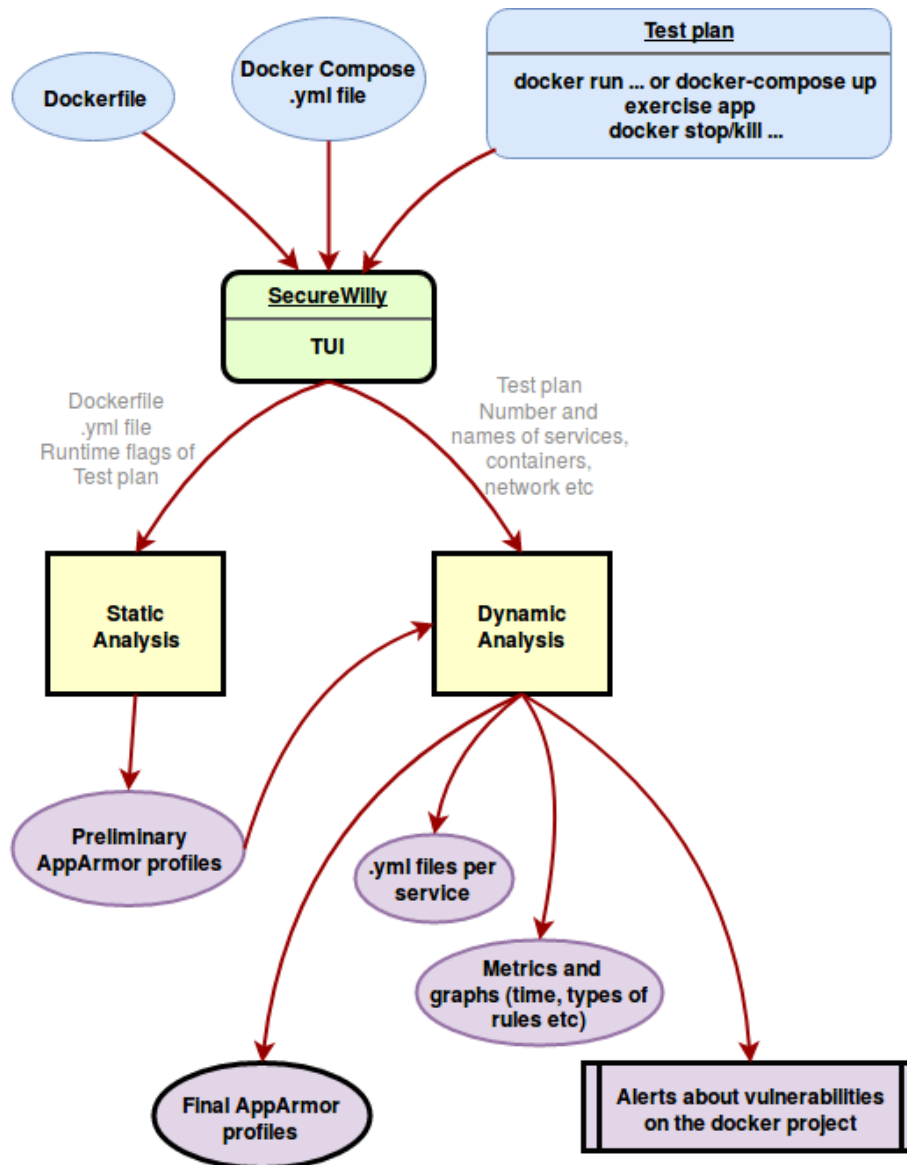 Dockerfile
Docker Compose
.yml file
Test plan
docker run ... or docker-compose up
exercise app
docker stop/kill ...
SecureWilly
TUI
Dockerfile
.yml file
Runtime flags of
Test plan
Test plan
Number and
names of services,
containers,
network etc
Static
Analysis
Dynamic
Analysis
Preliminary
AppArmor profiles
.yml files per
service
Metrics and
graphs (time, types of
rules etc)
Final AppArmor
profiles
Alerts about vulnerabilities
on the docker project